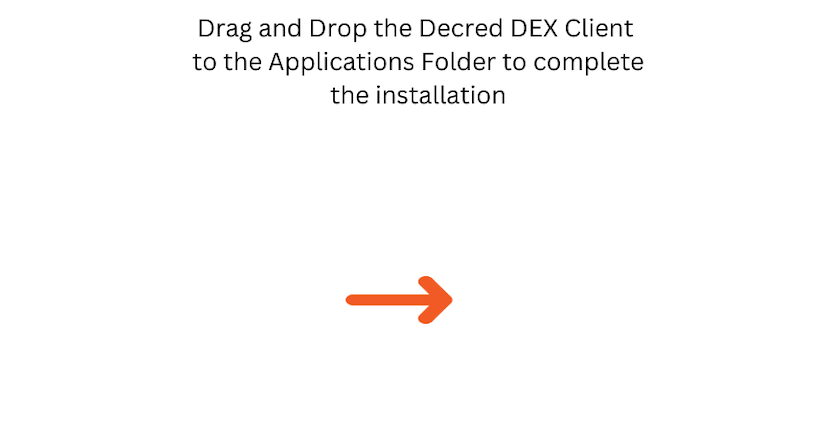 Drag and Drop the Decred DEX Client
to the Applications Folder to complete
the installation